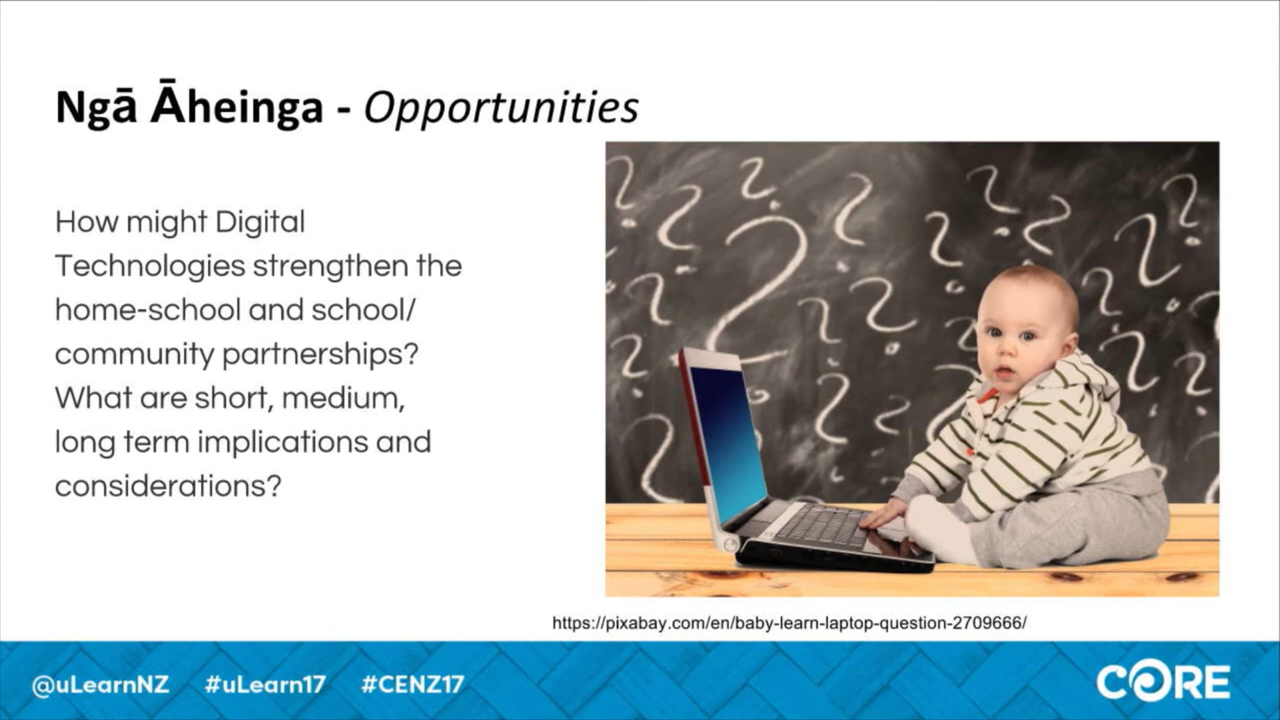 Ngā Āheinga - Opportunities
How might Digital
Technologies strengthen the
home-school and school/
community partnerships?
What are short, medium,
long term implications and
considerations?
https://pixabay.com/en/baby-learn-laptop-question-2709666/
@uLearnNZ #uLearn17 #CENZ17
CORE